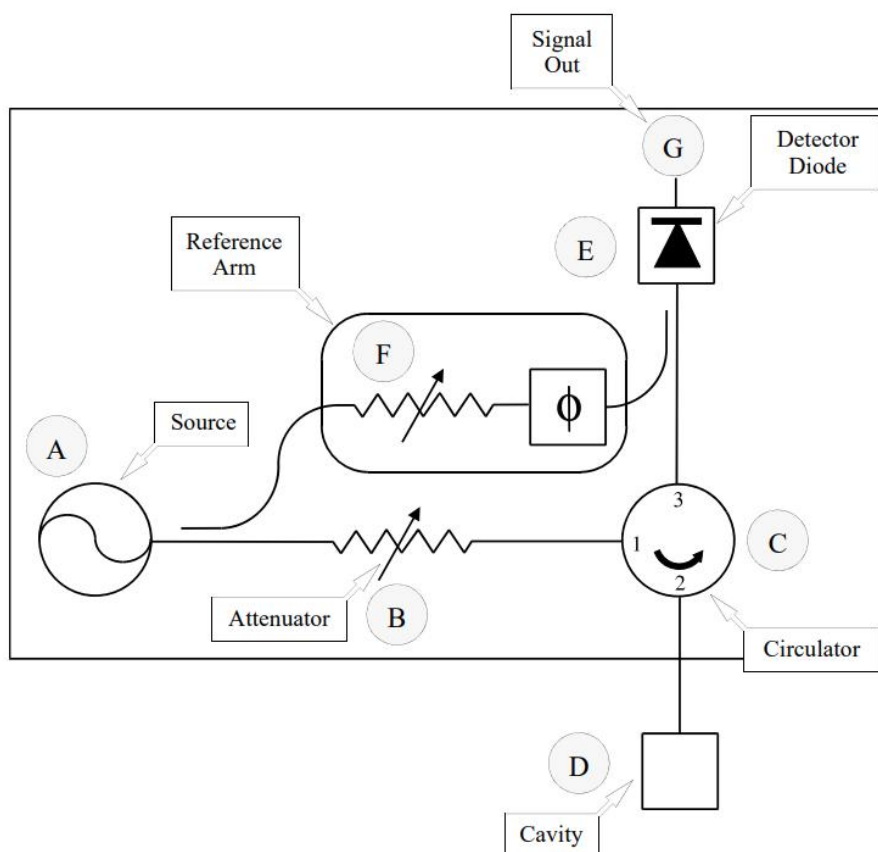 Signal
Out
G
Detector
Diode
E
Reference
Arm
F
ϕ
Source
A
3
1
2
C
Attenuator
B
Circulator
D
Cavity